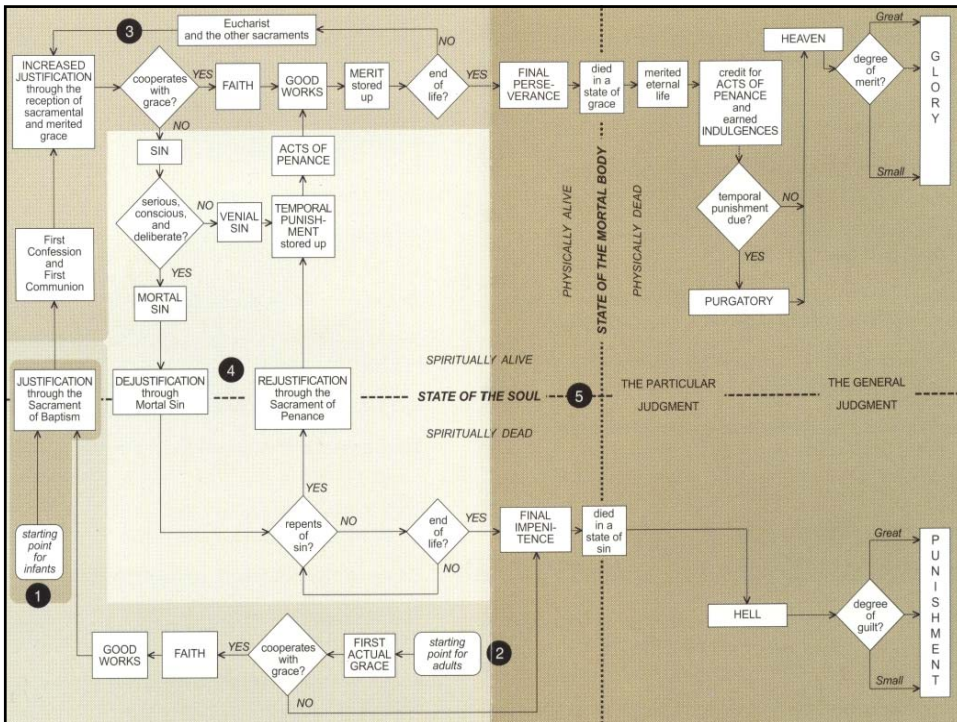 3
Eucharist
and the other sacraments
NO
INCREASED
JUSTIFICATION
through the
reception of
sacramental
and merited
grace
cooperates
with
grace?
YES
FAITH
GOOD
WORKS
MERIT
stored
up
end
of
life?
YES
FINAL
PERSE-
VERANCE
died
in a
state of
grace
merited
eternal
life
credit for
ACTS OF
PENANCE
and
earned
INDULGENCES
HEAVEN
degree
of
merit?
Great
Small
G
L
O
R
Y
NO
SIN
serious,
conscious,
and
deliberate?
NO
VENIAL
SIN
ACTS OF
PENANCE
TEMPORAL
PUNISH-
MENT
stored up
YES
MORTAL
SIN
First
Confession
and
First
Communion
PHYSICALLY ALIVE
STATE OF THE MORTAL BODY
PHYSICALLY DEAD
temporal
punishment
due?
NO
YES
PURGATORY
JUSTIFICATION
through the
Sacrament
of Baptism
DEJUSTIFICATION
through
Mortal Sin
4
REJUSTIFICATION
through the
Sacrament of
Penance
SPIRITUALLY ALIVE
STATE OF THE SOUL
SPIRITUALLY DEAD
5
THE PARTICULAR
JUDGMENT
THE GENERAL
JUDGMENT
starting
point for
infants
1
YES
repents
of
sin?
NO
end
of
life?
YES
NO
FINAL
IMPENI-
TENCE
died
in a
state of
sin
HELL
degree
of
guilt?
Great
Small
P
U
N
I
S
H
M
E
N
T
GOOD
WORKS
FAITH
YES
cooperates
with
grace?
NO
FIRST
ACTUAL
GRACE
starting
point for
adults
2